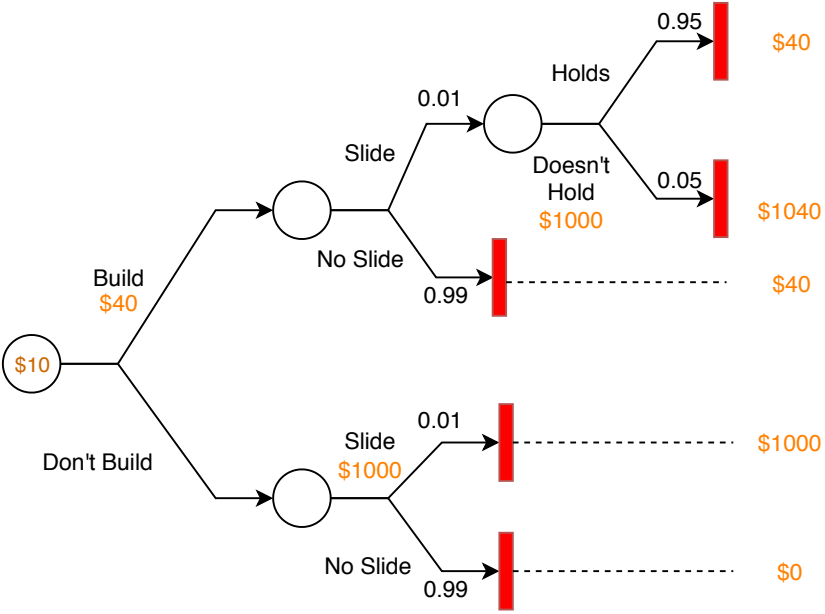 0.95
$40
Holds
0.01
Slide
Doesn't
Hold
$1000
0.05
$1040
No Slide
0.99
$40
Build
$40
$10
Don't Build
0.01
Slide
$1000
$1000
No Slide
0.99
$0